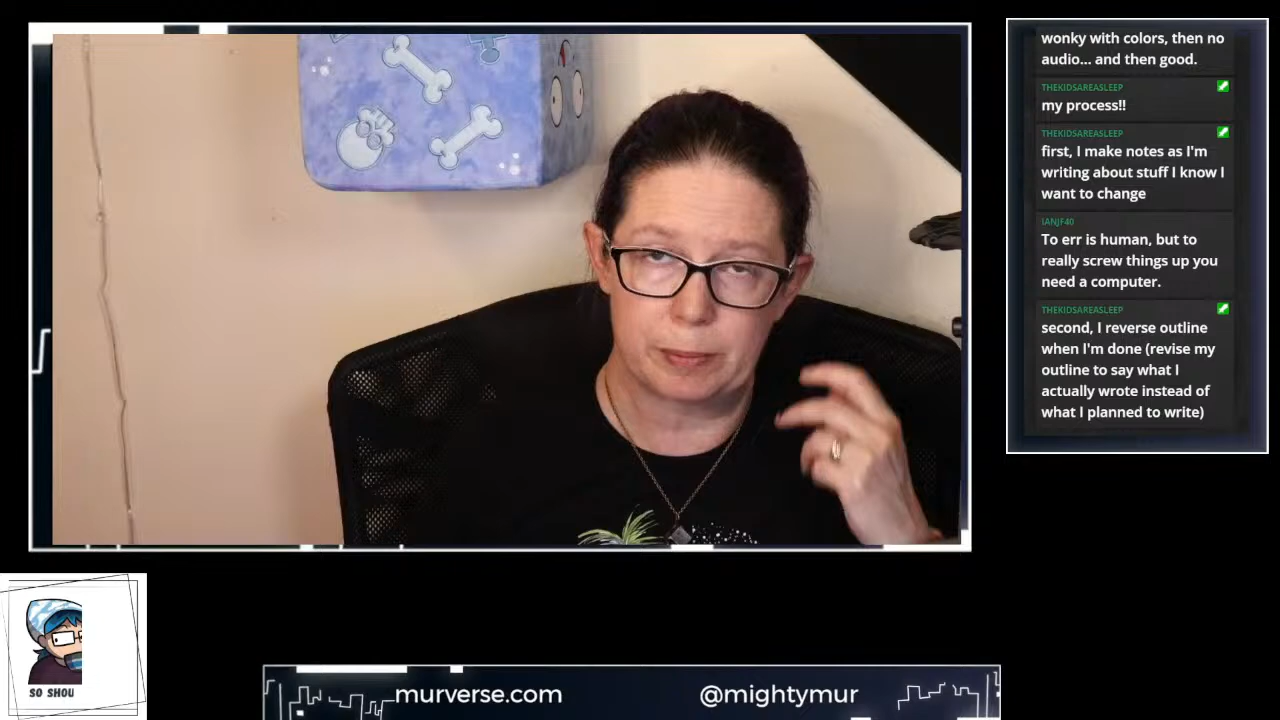 wonky with colors, then no
audio... and then good.
THEKIDSAREASLEEP
my process!!
THEKIDSAREASLEEP
first, I make notes as I'm
writing about stuff I know I
want to change
IANJF40
To err is human, but to
really screw things up you
need a computer.
THEKIDSAREASLEEP
second, I reverse outline
when I'm done (revise my
outline to say what I
actually wrote instead of
what I planned to write)
SO SHOU
murverse.com
@mightymur